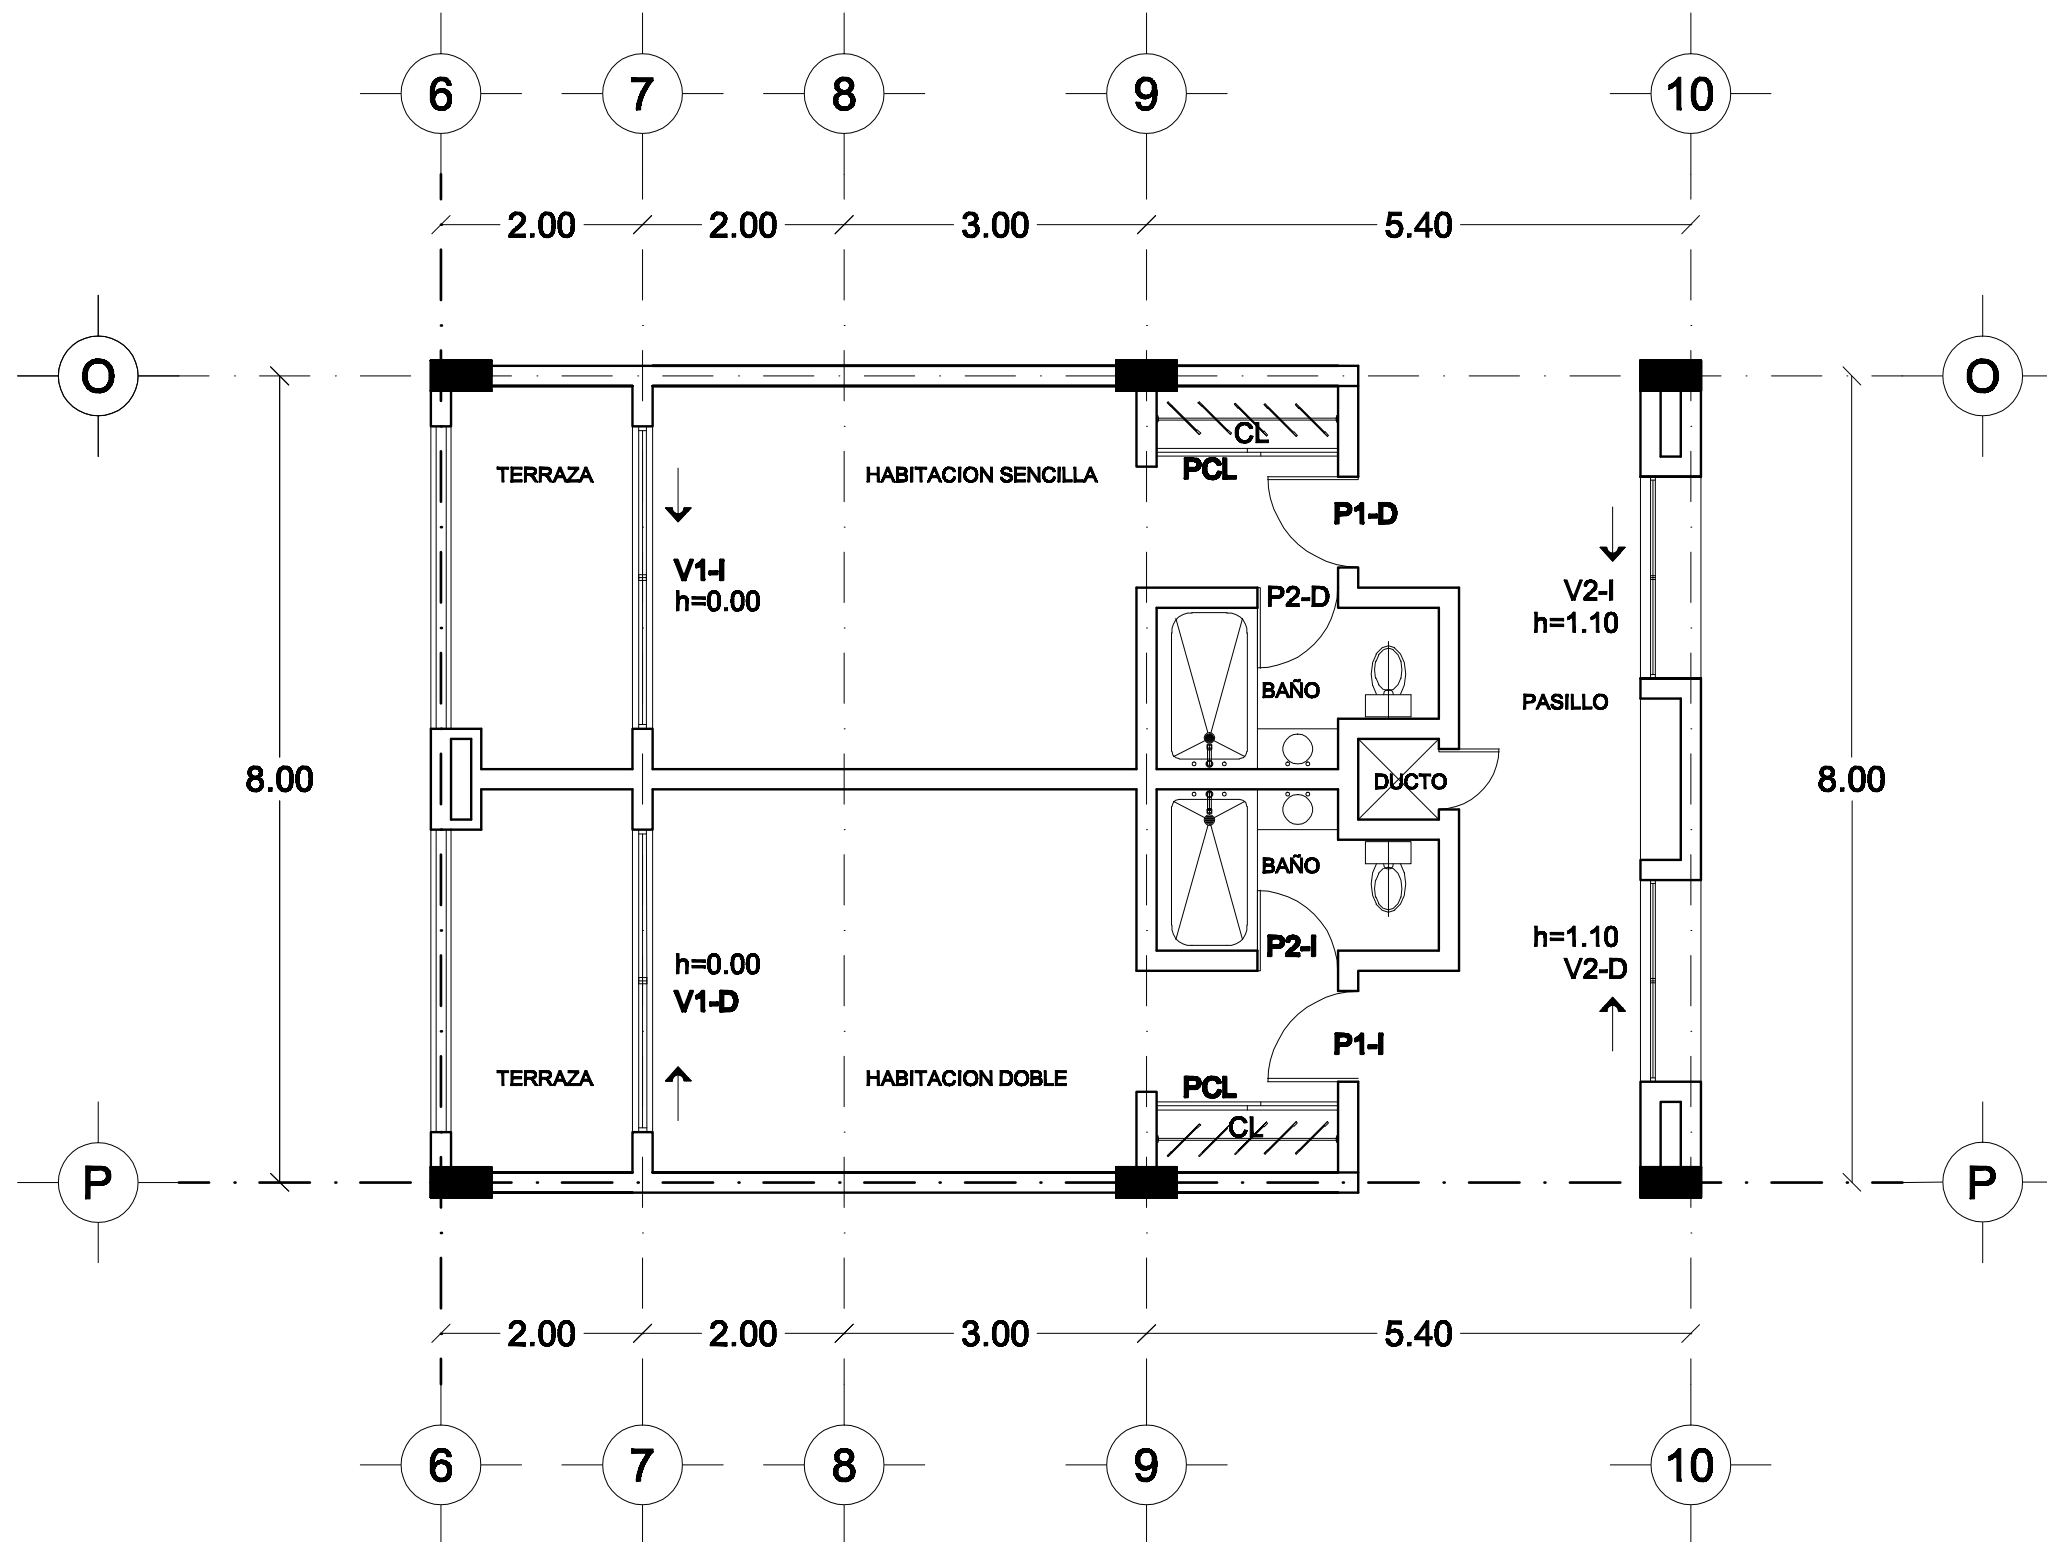 6 7 8 9 10
2.00 2.00 3.00 5.40
O O
CL
PCL
TERRAZA HABITACION SENCILLA
P1-D
V1-I
h=0.00
P2-D
V2-I
h=1.10
BAÑO
PASILLO
8.00 DUCTO 8.00
BAÑO
h=1.10
P2-I
h=0.00
V2-D
V1-D
P1-I
TERRAZA HABITACION DOBLE
PCL
CL
P P
2.00 2.00 3.00 5.40
6 7 8 9 10